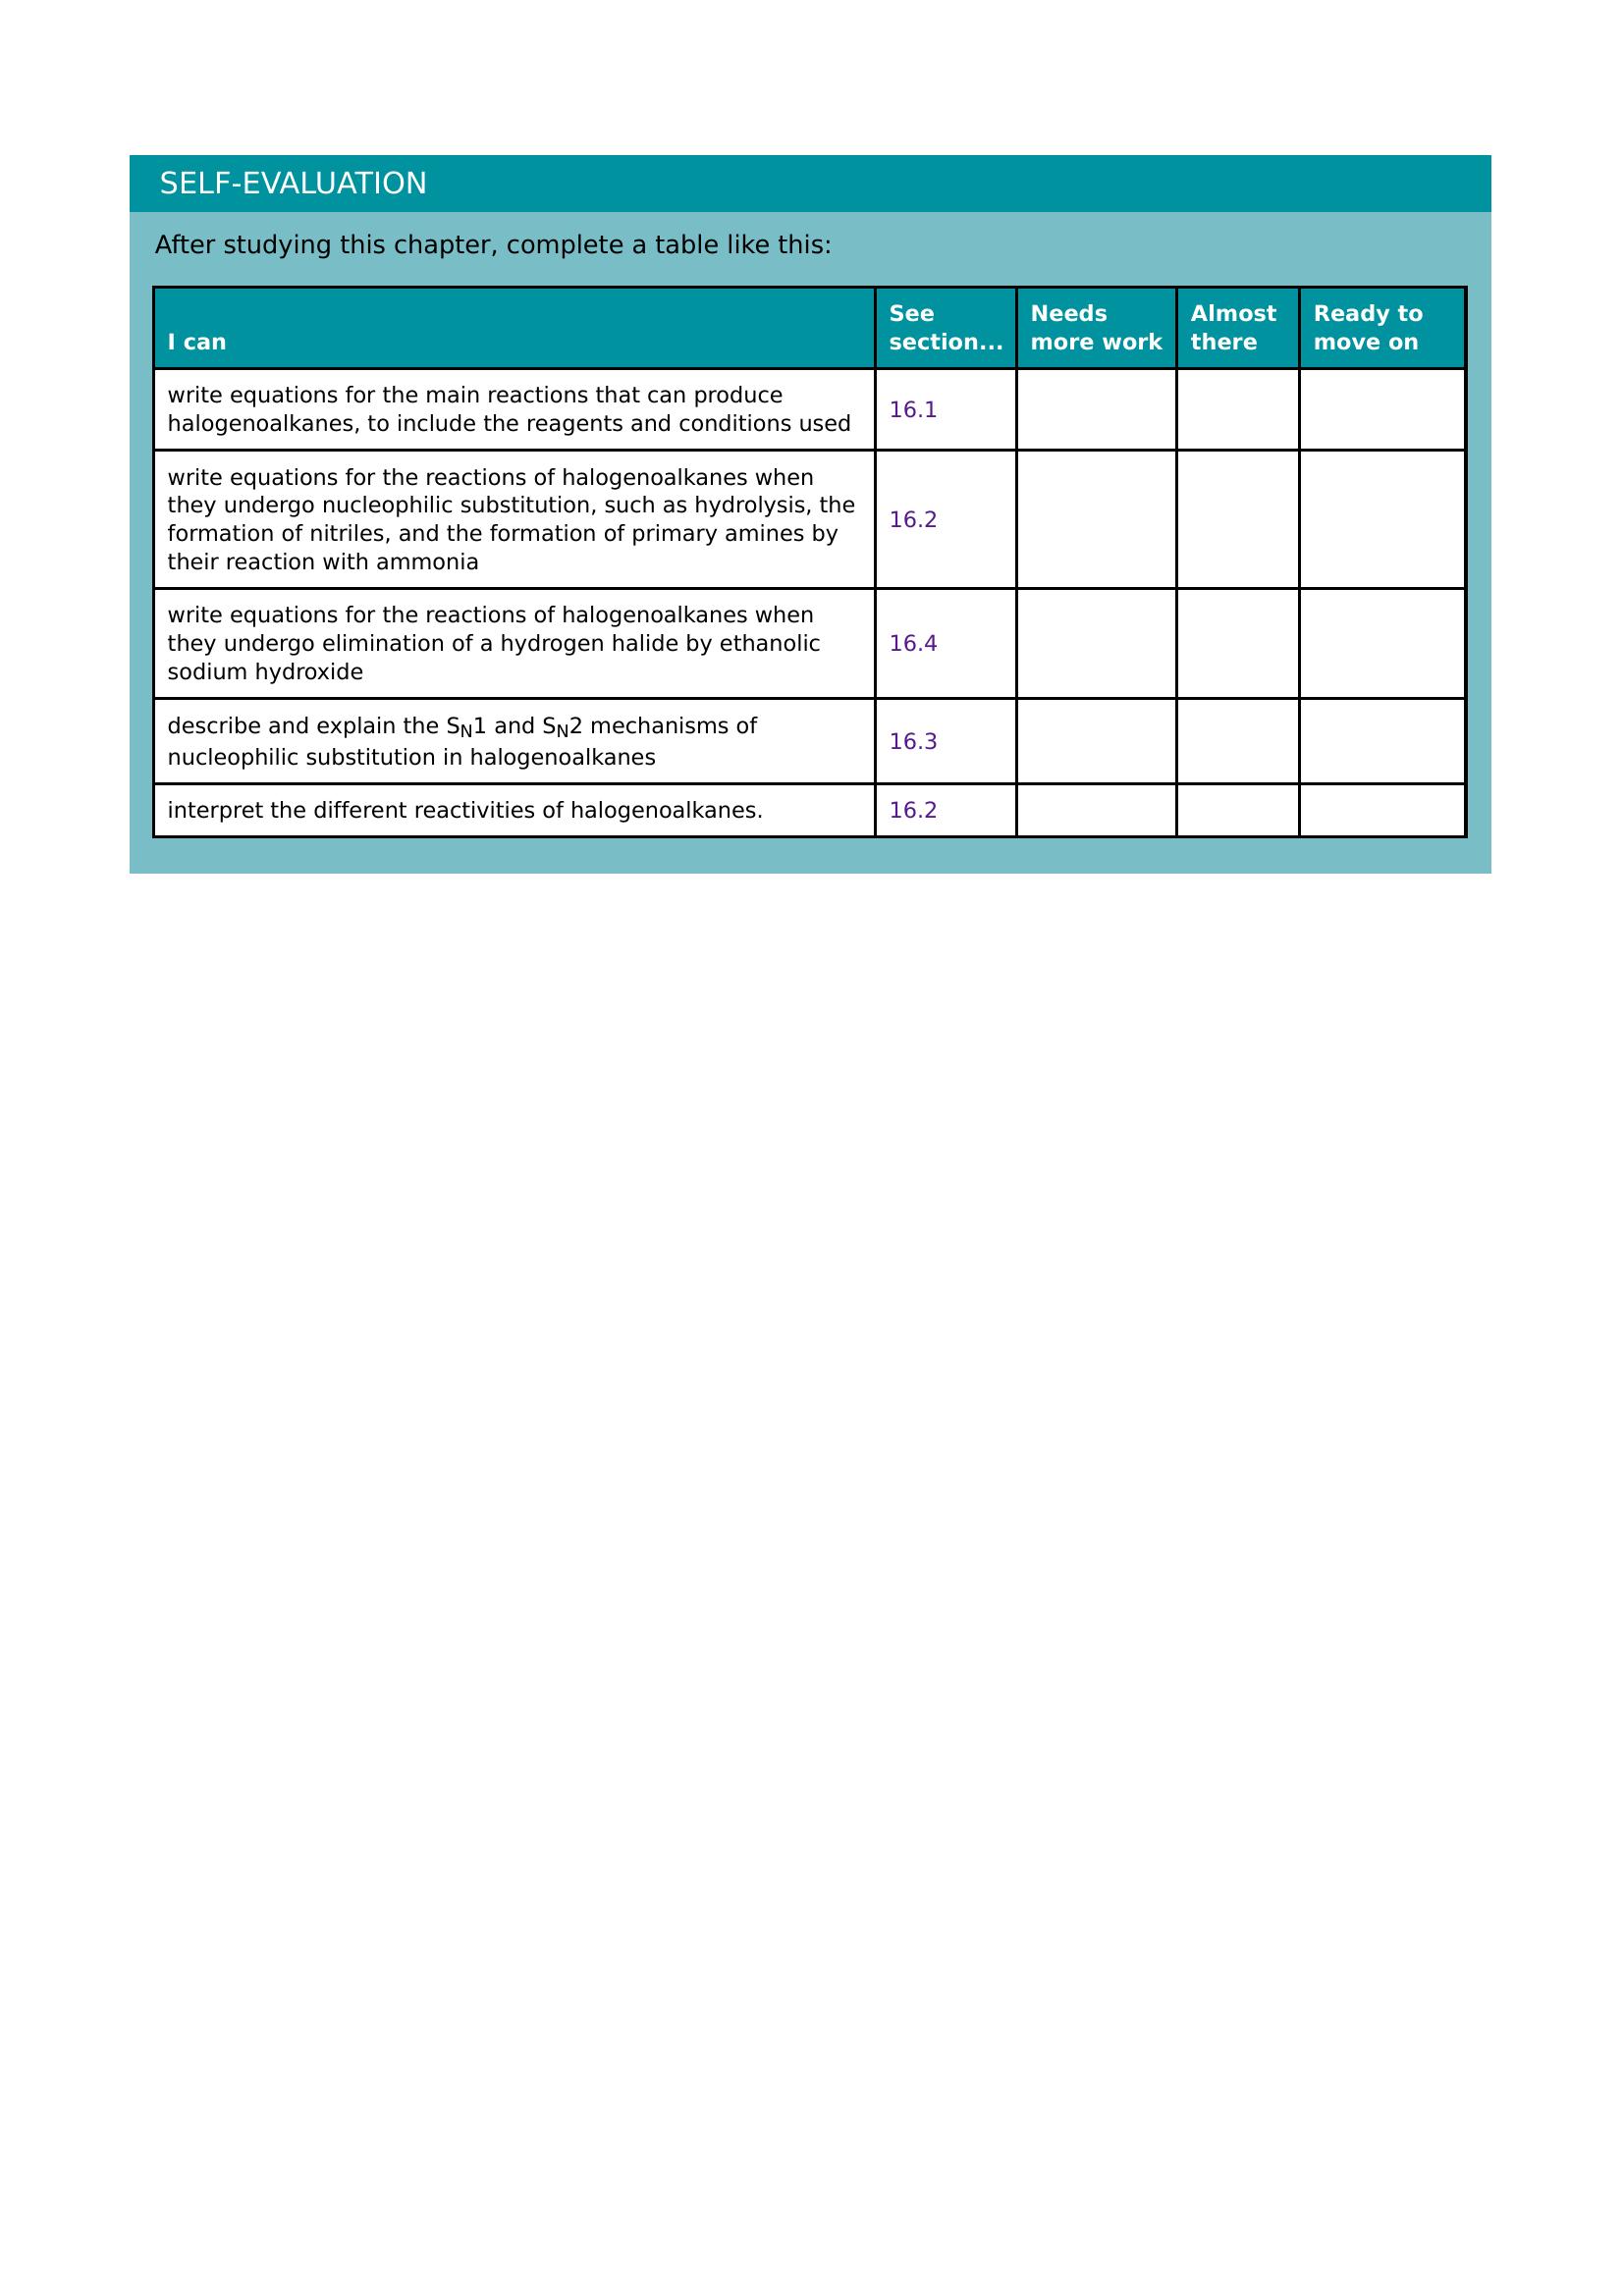 SELF-EVALUATION
After studying this chapter, complete a table like this:
I can
See
section...
Needs
more work
Almost
there
Ready to
move on
write equations for the main reactions that can produce
halogenoalkanes, to include the reagents and conditions used
16.1
write equations for the reactions of halogenoalkanes when
they undergo nucleophilic substitution, such as hydrolysis, the
formation of nitriles, and the formation of primary amines by
their reaction with ammonia
16.2
write equations for the reactions of halogenoalkanes when
they undergo elimination of a hydrogen halide by ethanolic
sodium hydroxide
16.4
describe and explain the SN1 and SN2 mechanisms of
nucleophilic substitution in halogenoalkanes
16.3
interpret the different reactivities of halogenoalkanes.
16.2